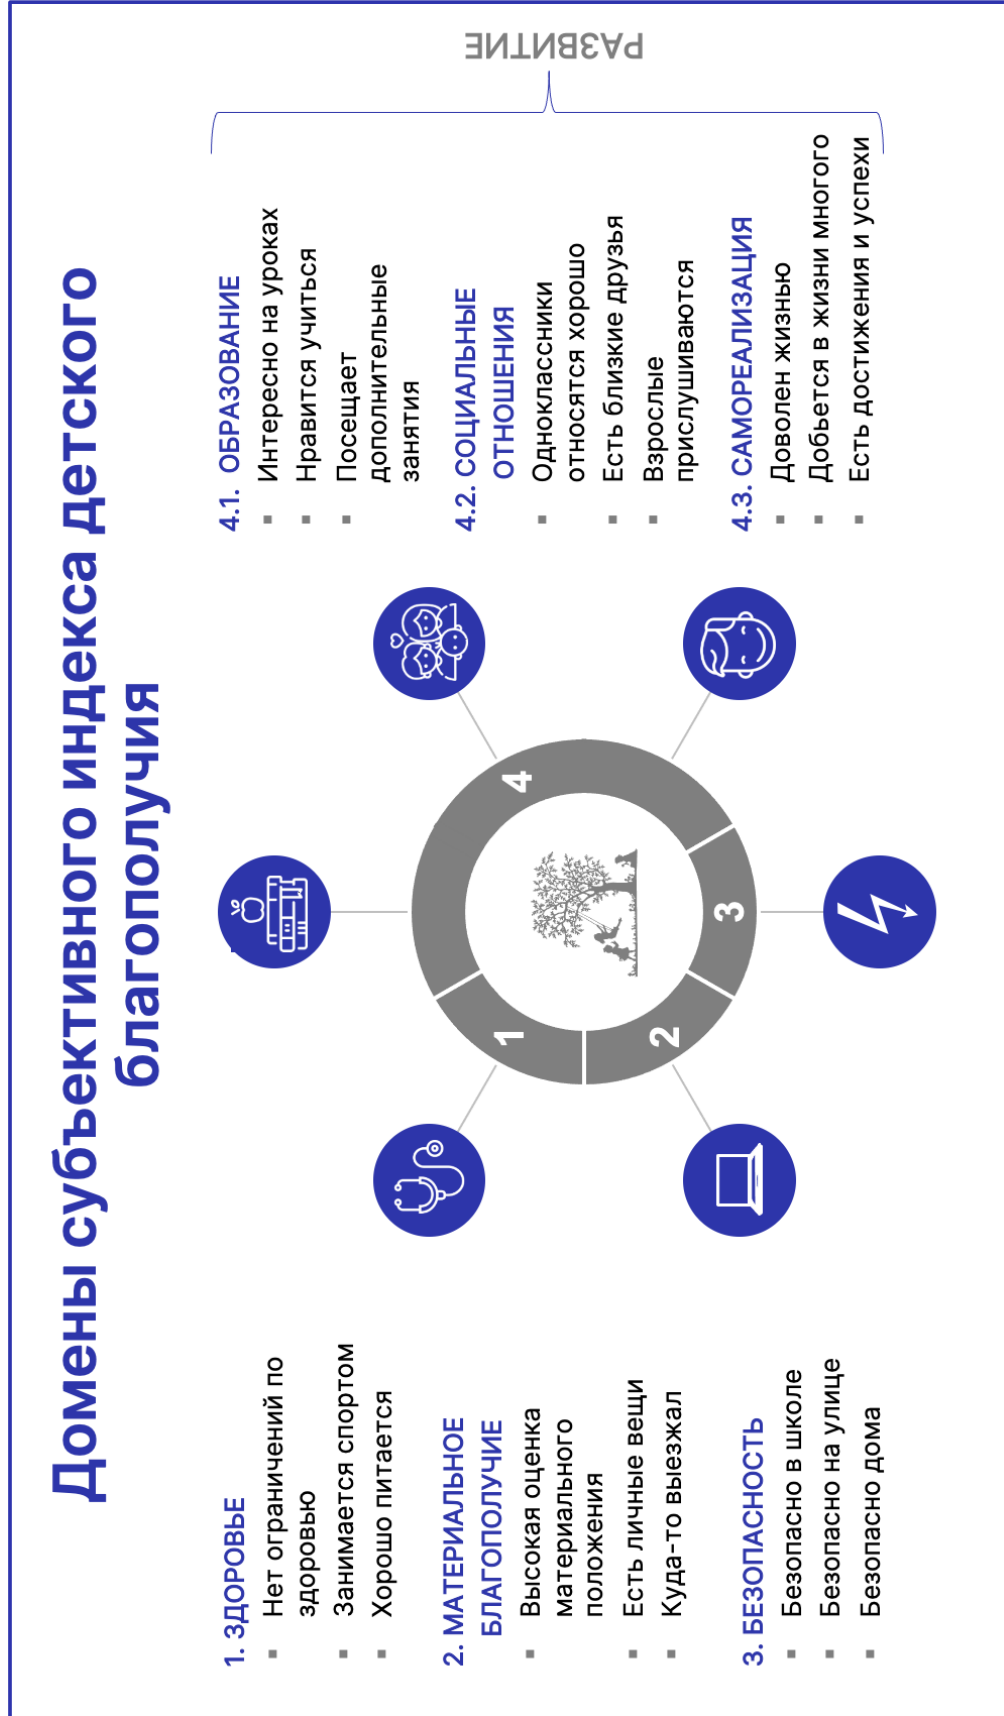 Домены субъективного индекса детского
благополучия
1. ЗДОРОВЬЕ
▪ Нет ограничений по
здоровью
▪ Занимается спортом
▪ Хорошо питается
2. МАТЕРИАЛЬНОЕ
БЛАГОПОЛУЧИЕ
▪ Высокая оценка
материального
положения
▪ Есть личные вещи
▪ Куда-то выезжал
3. БЕЗОПАСНОСТЬ
▪ Безопасно в школе
▪ Безопасно на улице
▪ Безопасно дома
1
2
3
4
4.1. ОБРАЗОВАНИЕ
▪ Интересно на уроках
▪ Нравится учиться
▪ Посещает
дополнительные
занятия
4.2. СОЦИАЛЬНЫЕ
ОТНОШЕНИЯ
▪ Одноклассники
относятся хорошо
▪ Есть близкие друзья
▪ Взрослые
прислушиваются
4.3. САМОРЕАЛИЗАЦИЯ
▪ Доволен жизнью
▪ Добьется в жизни многого
▪ Есть достижения и успехи
РАЗВИТИЕ